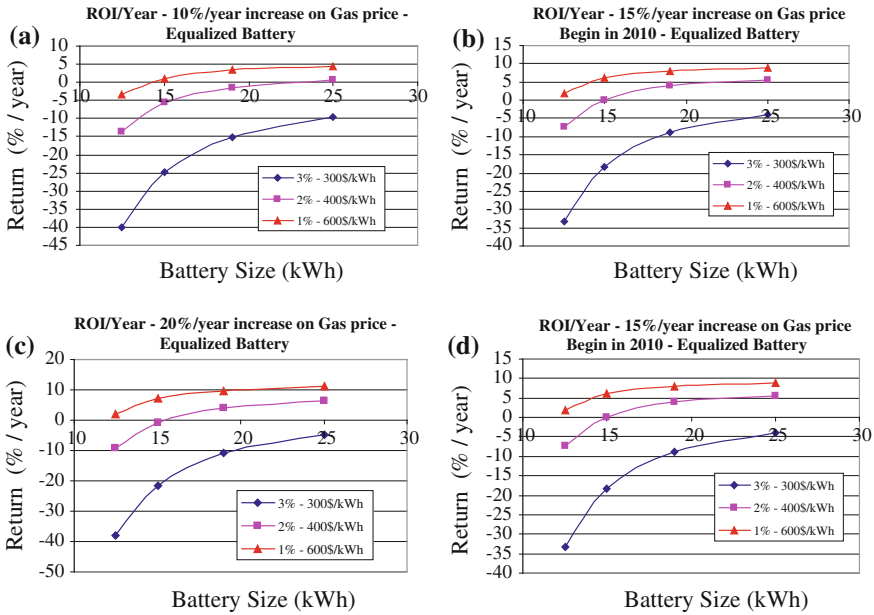 (a)
ROI/Year - 10%/year increase on Gas price -
Equalized Battery
Return (% / year)
10
5
0
-5
-10
-15
-20
-25
-30
-35
-40
-45
10
15
20
25
30
3% - 300$/kWh
2% - 400$/kWh
1% - 600$/kWh
Battery Size (kWh)
(b)
ROI/Year - 15%/year increase on Gas price
Begin in 2010 - Equalized Battery
Return (% / year)
15
10
5
0
-5
-10
-15
-20
-25
-30
-35
-40
10
15
20
25
30
3% - 300$/kWh
2% - 400$/kWh
1% - 600$/kWh
Battery Size (kWh)
(c)
ROI/Year - 20%/year increase on Gas price -
Equalized Battery
Return (% / year)
20
10
0
-10
-20
-30
-40
-50
10
15
20
25
30
3% - 300$/kWh
2% - 400$/kWh
1% - 600$/kWh
Battery Size (kWh)
(d)
ROI/Year - 15%/year increase on Gas price
Begin in 2010 - Equalized Battery
Return (% / year)
15
10
5
0
-5
-10
-15
-20
-25
-30
-35
-40
10
15
20
25
30
3% - 300$/kWh
2% - 400$/kWh
1% - 600$/kWh
Battery Size (kWh)